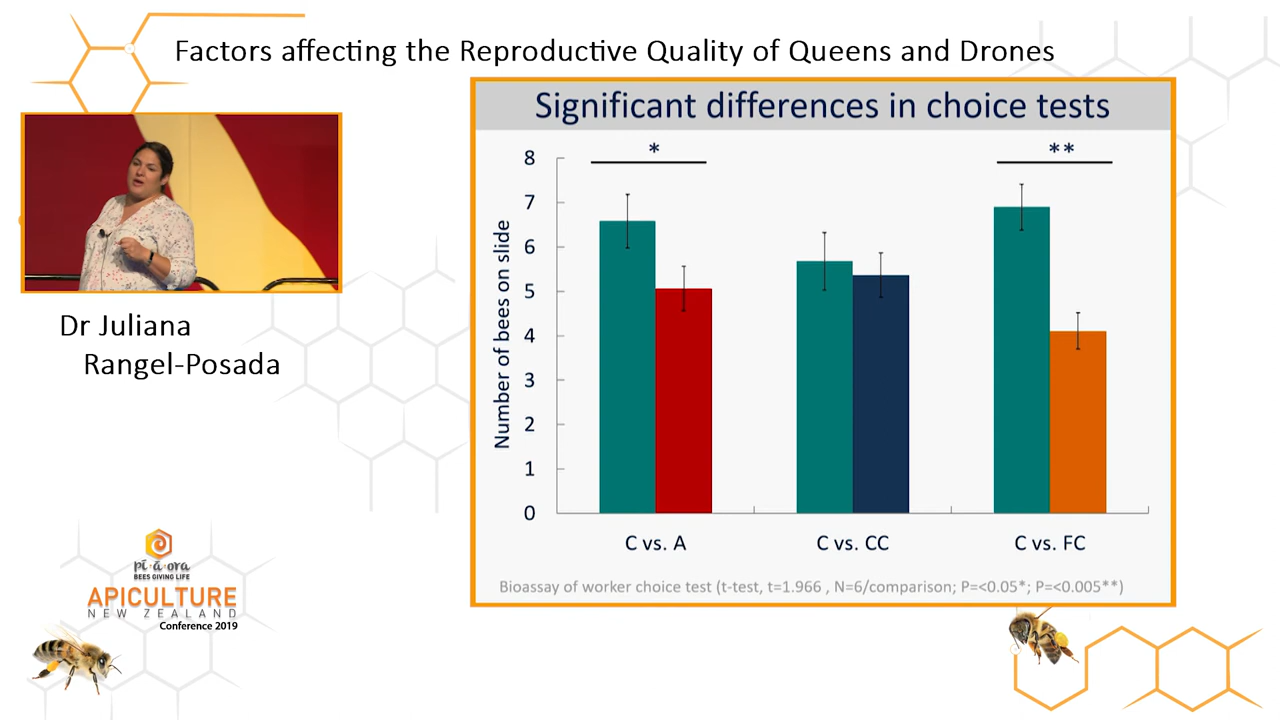 Factors affecting the Reproductive Quality of Queens and Drones
Significant differences in choice tests
Dr Juliana
Rangel-Posada
Number of bees on slide
8
7
6
5
4
3
2
1
0
*
**
C vs. A
C vs. CC
C vs. FC
Bioassay of worker choice test (t-test, t=1.966 , N=6/comparison; P=<0.05*; P=<0.005**)
pī·ā·ora
BEES GIVING LIFE
APICULTURE
NEW ZEALAND
Conference 2019